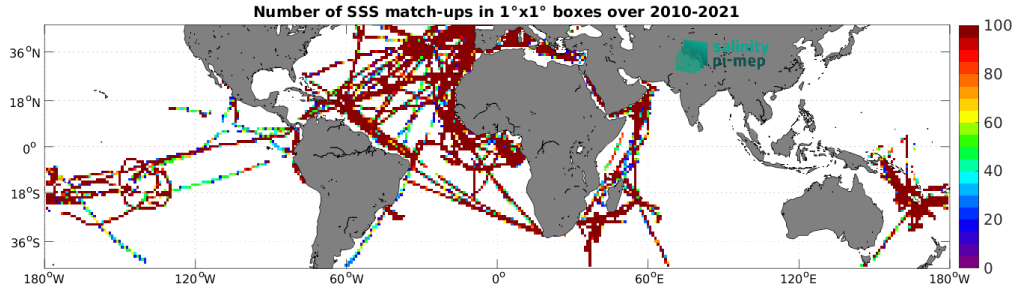 Number of SSS match-ups in 1°x1° boxes over 2010-2021
36°N
18°N
0°
18°S
36°S
180°W 120°W 60°W 0° 60°E 120°E 180°W
100
80
60
40
20
0
salinity
pi-mep